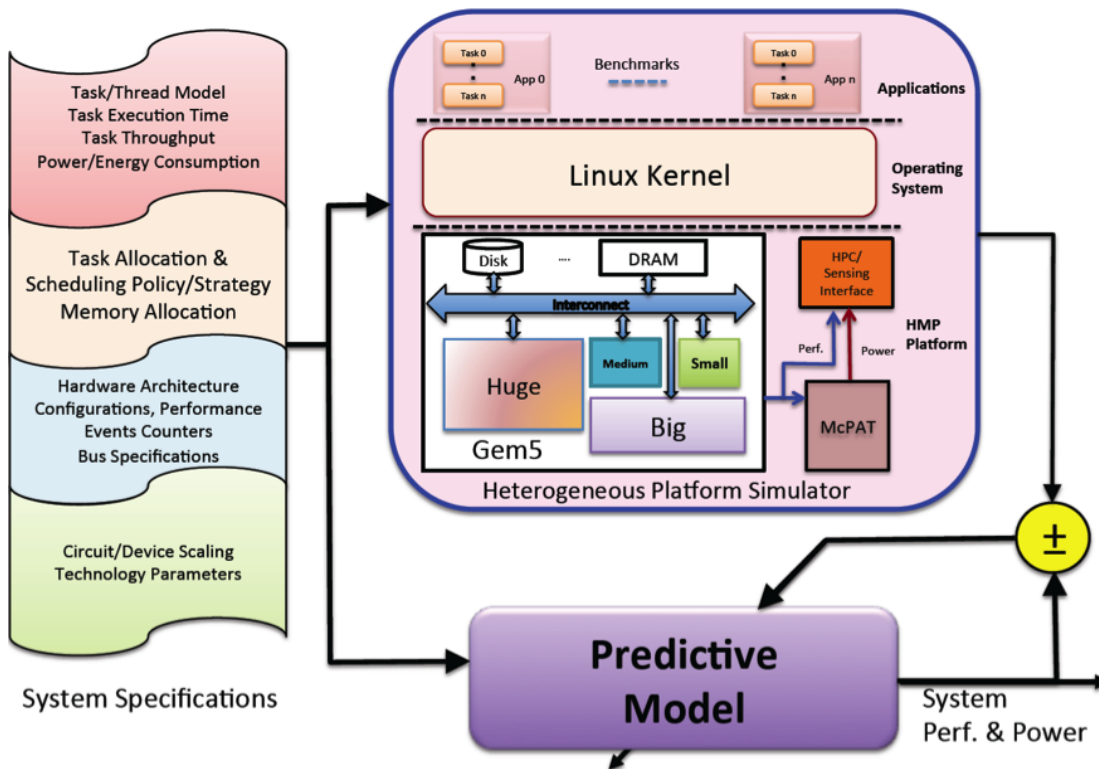 Task/Thread Model
Task Execution Time
Task Throughput
Power/Energy Consumption
Task Allocation &
Scheduling Policy/Strategy
Memory Allocation
Hardware Architecture
Configurations, Performance
Events Counters
Bus Specifications
Circuit/Device Scaling
Technology Parameters
System Specifications
Task 0
Task n
App 0
Benchmarks
Task 0
Task n
App n
Applications
Linux Kernel
Operating
System
Disk
....
DRAM
Interconnect
Huge
Medium
Small
Big
Gem5
HPC/
Sensing
Interface
Perf.
Power
McPAT
HMP
Platform
Heterogeneous Platform Simulator
±
Predictive
Model
System
Perf. & Power